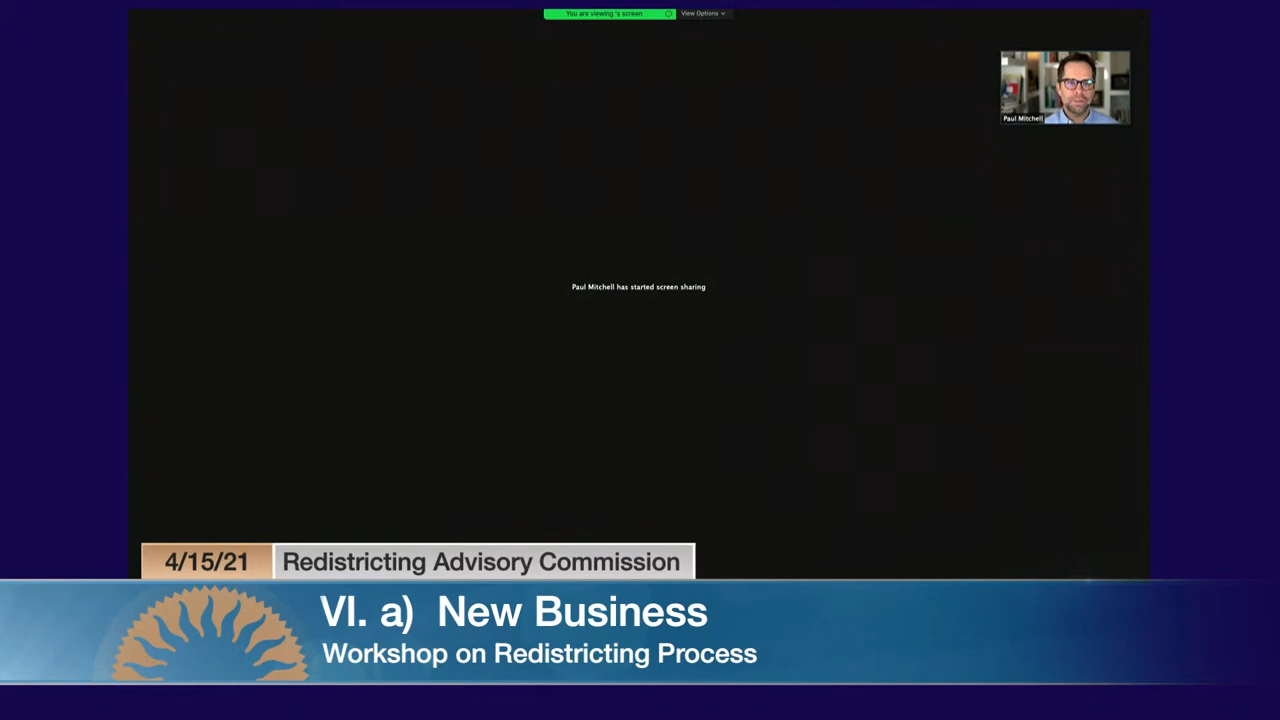 You are viewing 's screen
View Options
Paul Mitchell
Paul Mitchell has started screen sharing
4/15/21
Redistricting Advisory Commission
VI. a) New Business
Workshop on Redistricting Process